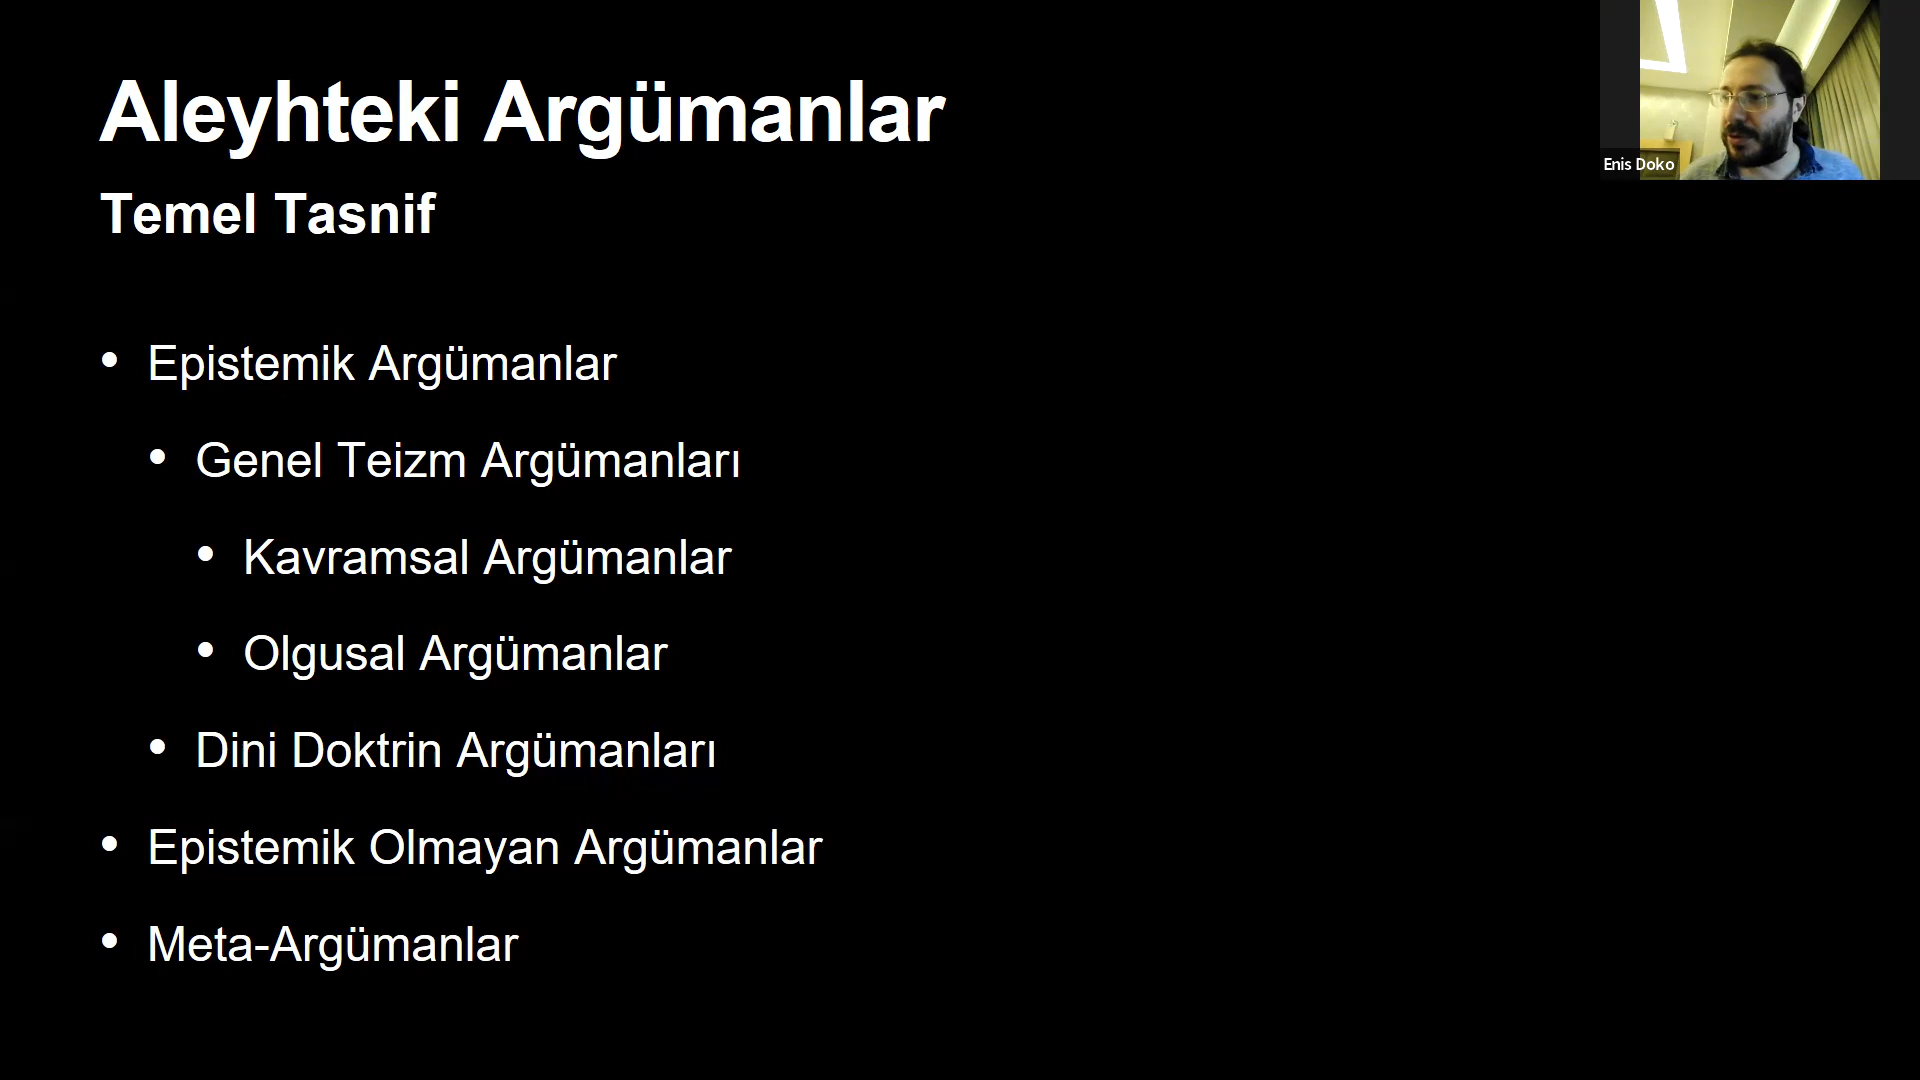 Aleyhteki Argümanlar
Temel Tasnif
Enis Doko
• Epistemik Argümanlar
• Genel Teizm Argümanları
• Kavramsal Argümanlar
• Olgusal Argümanlar
• Dini Doktrin Argümanları
• Epistemik Olmayan Argümanlar
• Meta-Argümanlar